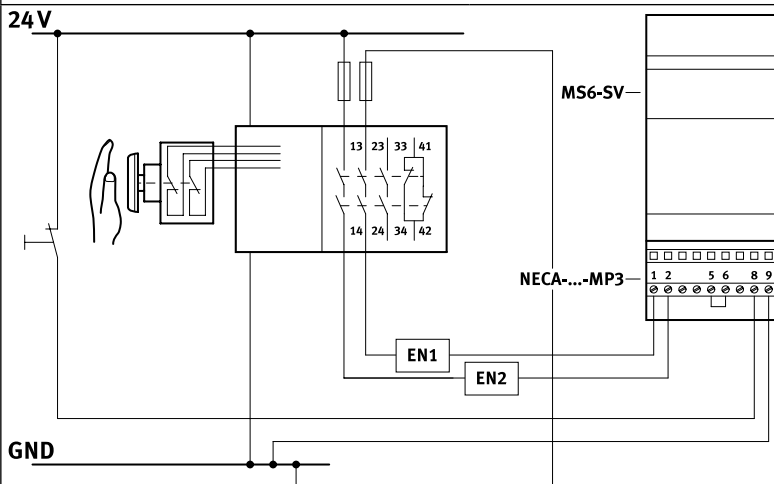 24 V
MS6-SV
13 23 33 41
14 24 34 42
NECA-...-MP3
1 2 5 6 8 9
EN1
EN2
GND